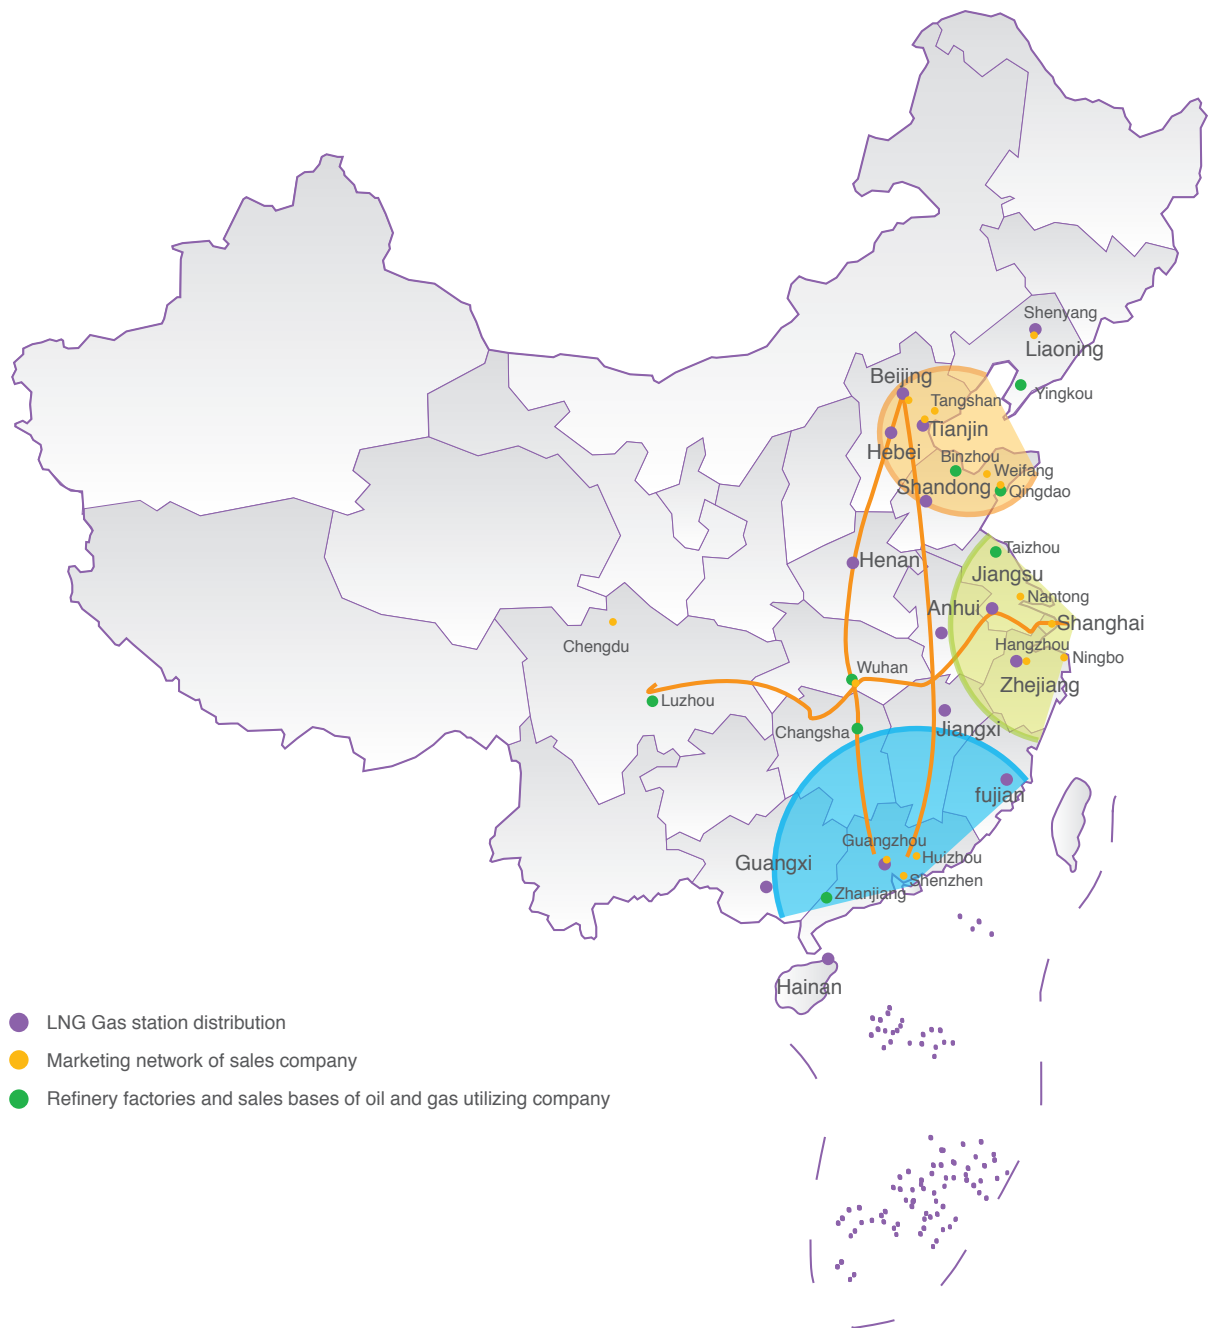 Shenyang
Liaoning
Beijing
Yingkou
Tangshan
Tianjin
Hebei
Binzhou
Weifang
Shandong
Qingdao
Taizhou
Henan
Jiangsu
Nantong
Anhui
Shanghai
Hangzhou
Chengdu
Ningbo
Wuhan
Zhejiang
Luzhou
Jiangxi
Changsha
fujian
Guangzhou
Huizhou
Guangxi
Shenzhen
Zhanjiang
Hainan
LNG Gas station distribution
Marketing network of sales company
Refinery factories and sales bases of oil and gas utilizing company